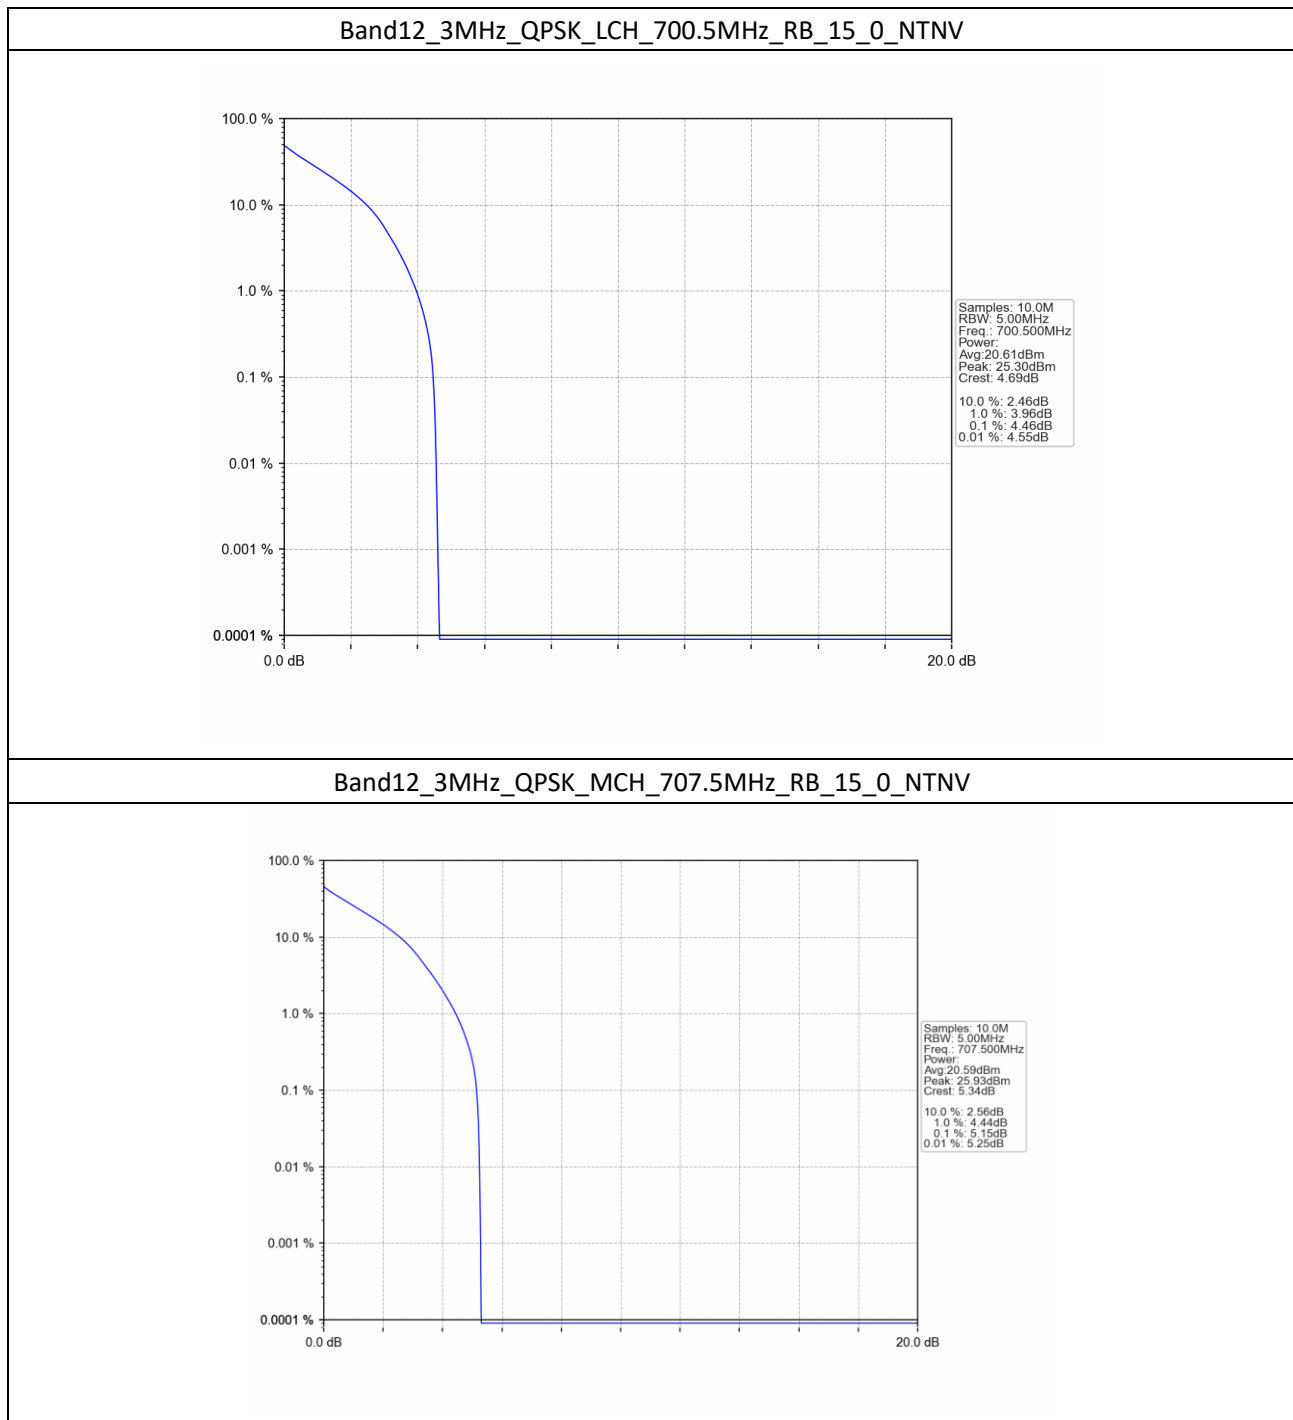 Band12_3MHz_QPSK_LCH_700.5MHz_RB_15_0_NTNV
100.0 %
10.0 %
1.0 %
0.1 %
0.01 %
0.001 %
0.0001 %
0.0 dB
20.0 dB
Samples: 10.0M
RBW: 5.00MHz
Freq.: 700.500MHz
Power:
Avg:20.61dBm
Peak: 25.30dBm
Crest: 4.69dB
10.0 %: 2.46dB
1.0 %: 3.96dB
0.1 %: 4.46dB
0.01 %: 4.55dB
Band12_3MHz_QPSK_MCH_707.5MHz_RB_15_0_NTNV
100.0 %
10.0 %
1.0 %
0.1 %
0.01 %
0.001 %
0.0001 %
0.0 dB
20.0 dB
Samples: 10.0M
RBW: 5.00MHz
Freq.: 707.500MHz
Power:
Avg:20.59dBm
Peak: 25.93dBm
Crest: 5.34dB
10.0 %: 2.56dB
1.0 %: 4.44dB
0.1 %: 5.15dB
0.01 %: 5.25dB